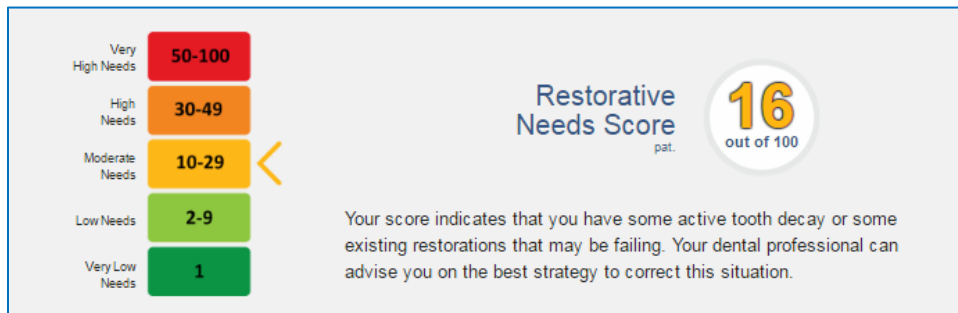 Very
High Needs
50-100
High
Needs
30-49
Moderate
Needs
10-29
Low Needs
2-9
Very Low
Needs
1
Restorative
Needs Score
pat.
16
out of 100
Your score indicates that you have some active tooth decay or some
existing restorations that may be failing. Your dental professional can
advise you on the best strategy to correct this situation.